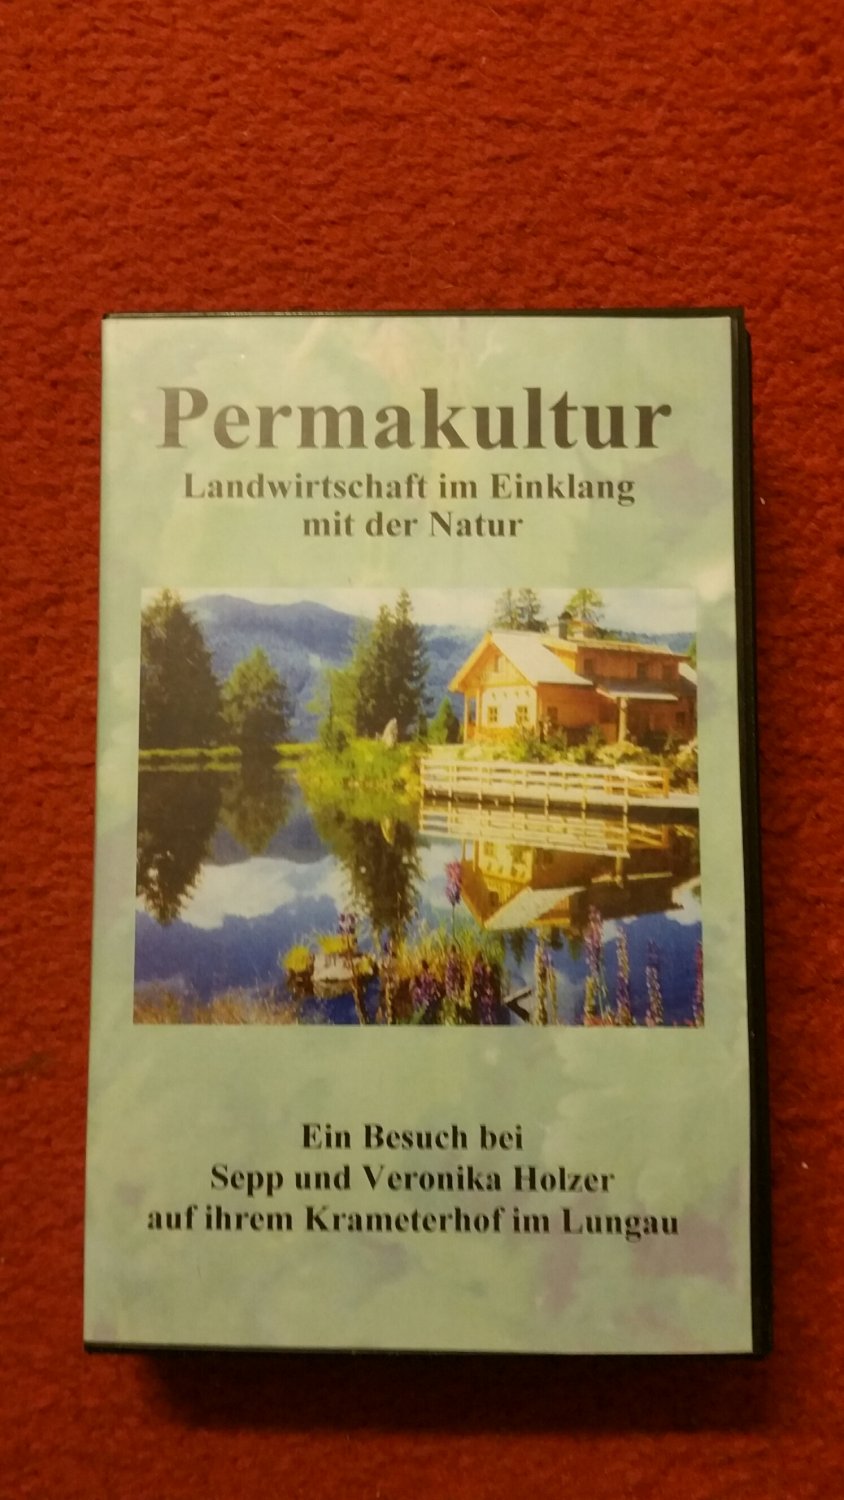 Permakultur
Landwirtschaft im Einklang
mit der Natur
Ein Besuch bei
Sepp und Veronika Holzer
auf ihrem Krameterhof im Lungau